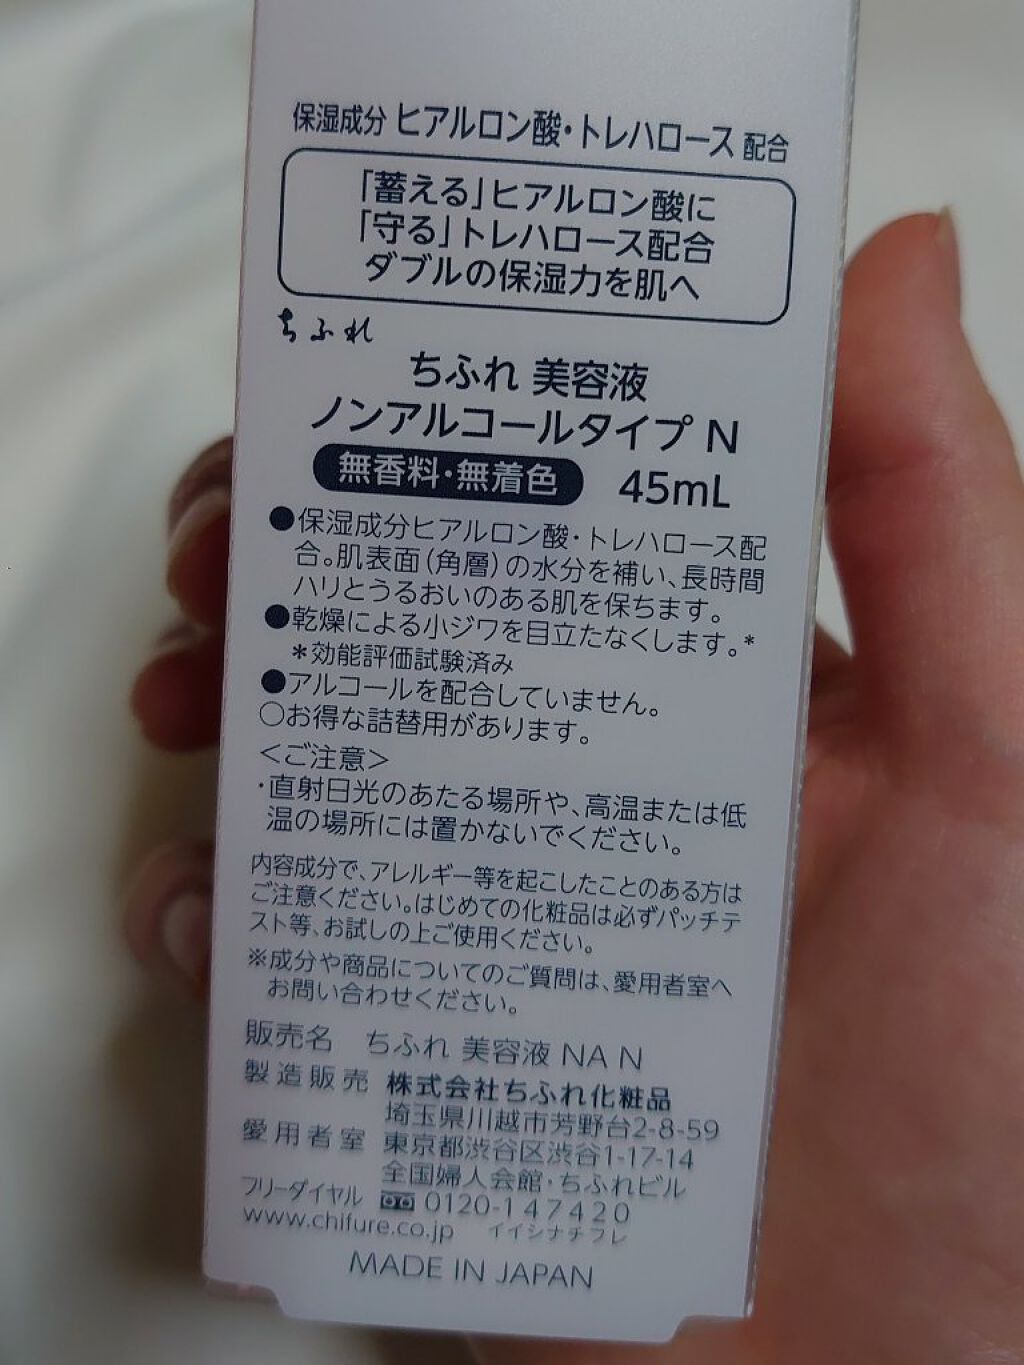 保湿成分 ヒアルロン酸・トレハロース 配合
「蓄える」ヒアルロン酸に
「守る」トレハロース配合
ダブルの保湿力を肌へ
ちふれ
ちふれ 美容液
ノンアルコールタイプ N
無香料・無着色 45mL
●保湿成分ヒアルロン酸・トレハロース配
合。肌表面(角層)の水分を補い、長時間
ハリとうるおいのある肌を保ちます。
●乾燥による小ジワを目立たなくします。*
*効能評価試験済み
●アルコールを配合していません。
○お得な詰替用があります。
<ご注意>
・直射日光のあたる場所や、高温または低
温の場所には置かないでください。
内容成分で、アレルギー等を起こしたことのある方は
ご注意ください。はじめての化粧品は必ずパッチテ
スト等、お試しの上ご使用ください。
※成分や商品についてのご質問は、愛用者室へ
お問い合わせください。
販売名 ちふれ 美容液 NA N
製造販売 株式会社ちふれ化粧品
埼玉県川越市芳野台2-8-59
愛用者室 東京都渋谷区渋谷1-17-14
全国婦人会館・ちふれビル
フリーダイヤル 0120-147420
www.chifure.co.jp イイシナチフレ
MADE IN JAPAN